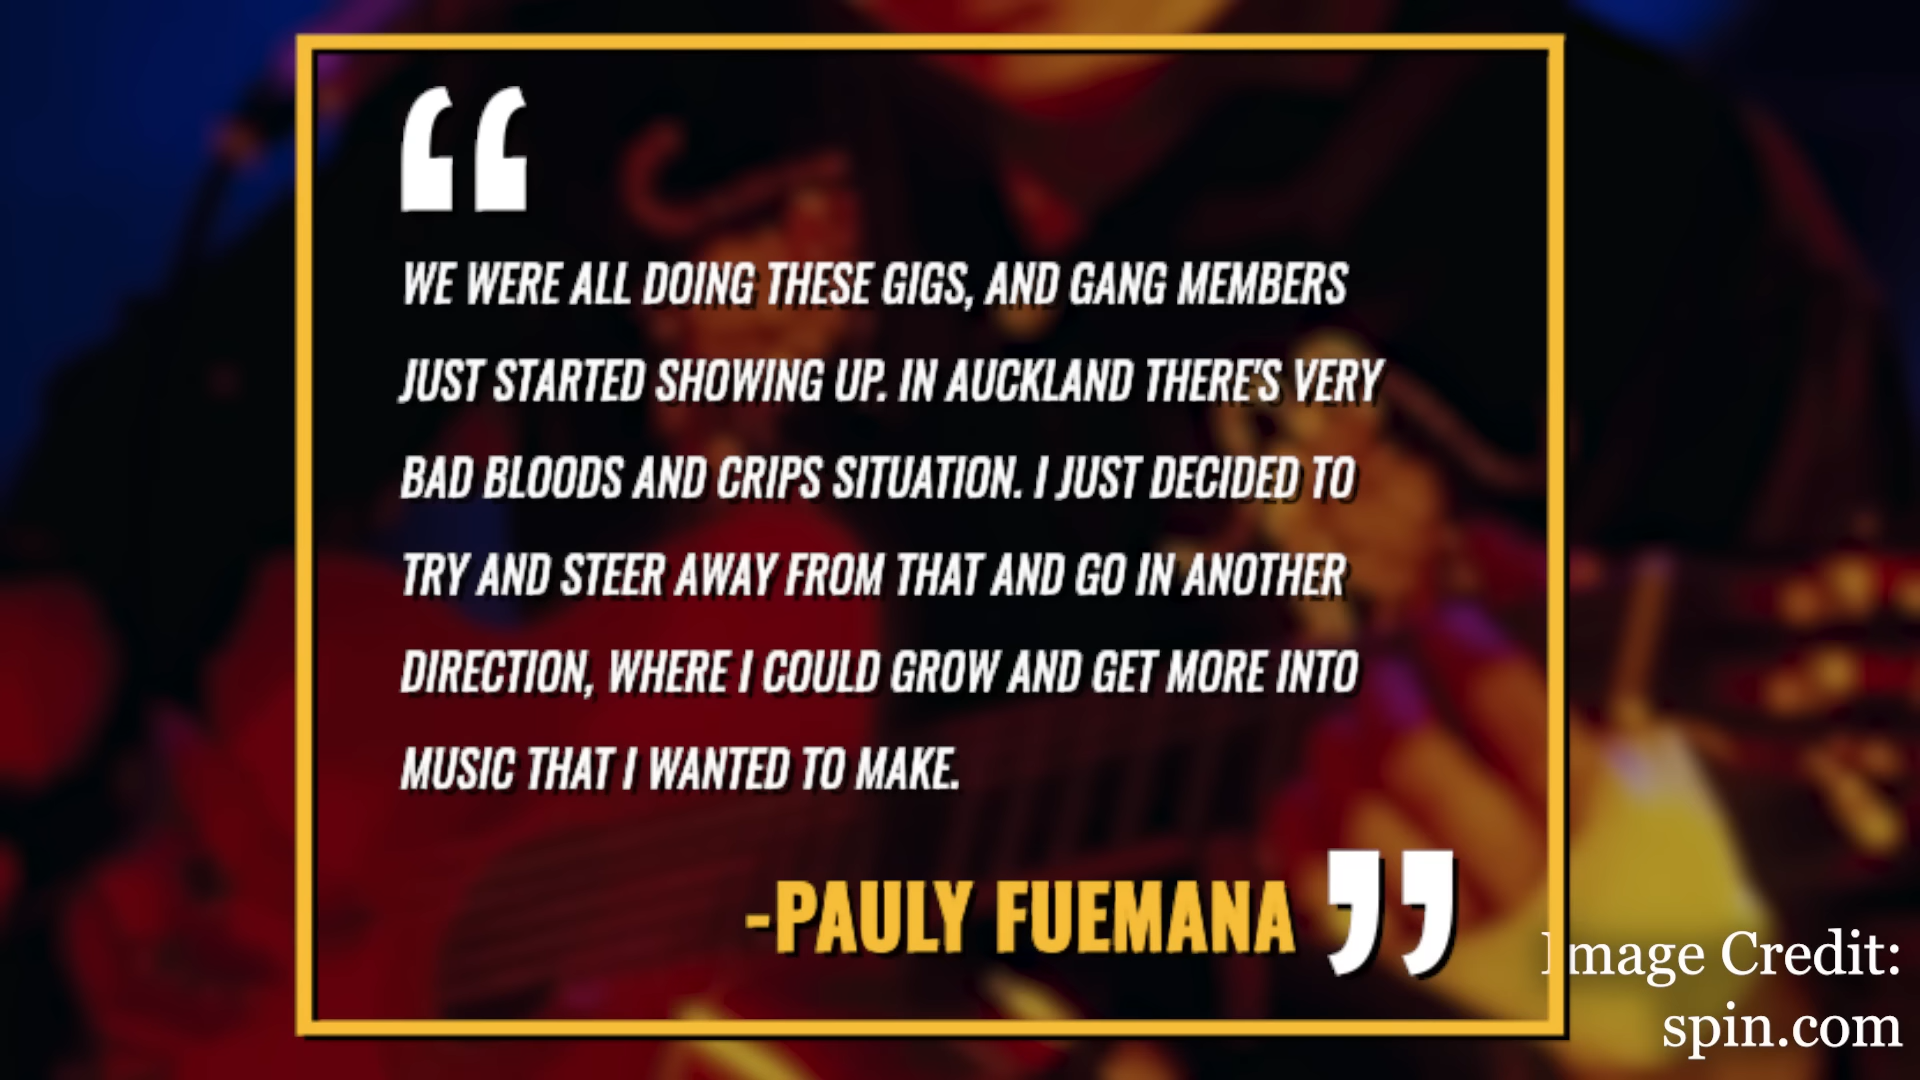 “
WE WERE ALL DOING THESE GIGS, AND GANG MEMBERS
JUST STARTED SHOWING UP. IN AUCKLAND THERE'S VERY
BAD BLOODS AND CRIPS SITUATION. I JUST DECIDED TO
TRY AND STEER AWAY FROM THAT AND GO IN ANOTHER
DIRECTION, WHERE I COULD GROW AND GET MORE INTO
MUSIC THAT I WANTED TO MAKE.
-PAULY FUEMANA ”
Image Credit:
spin.com